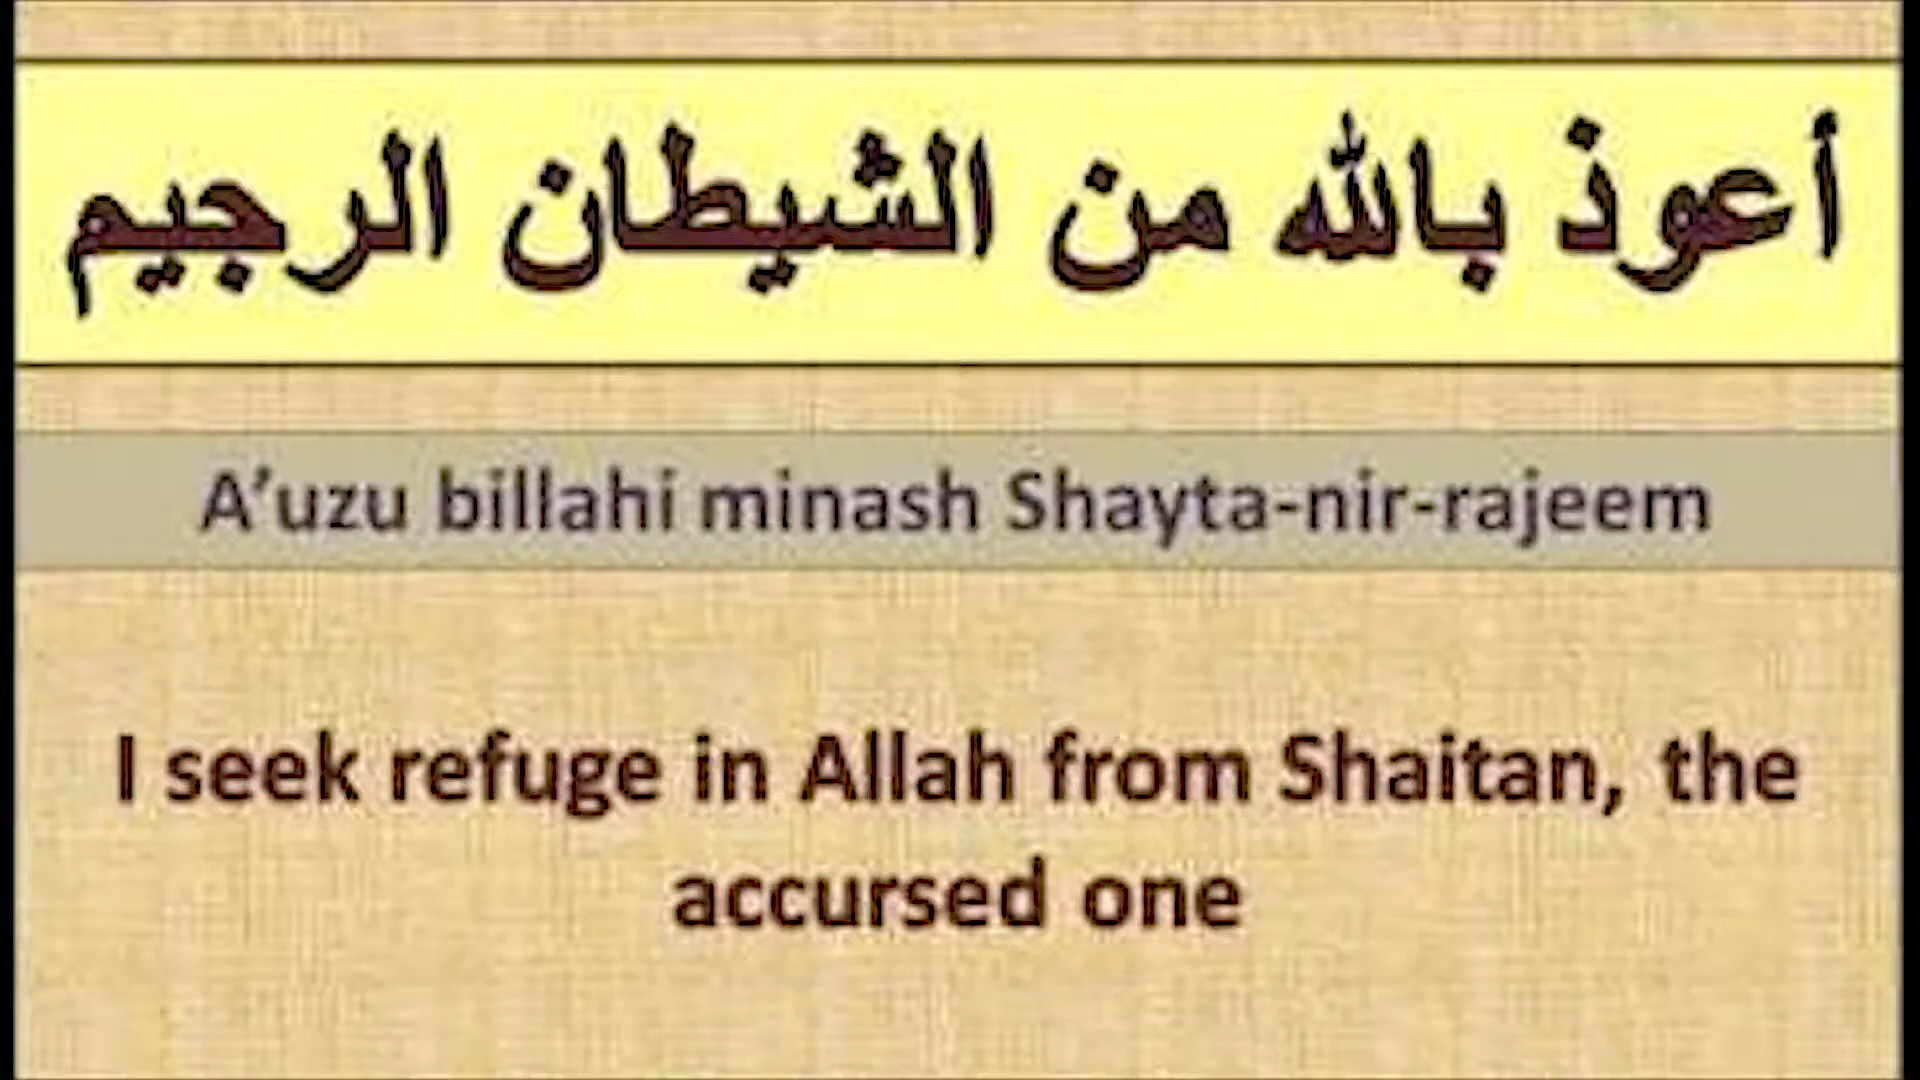 أعوذ بالله من الشيطان الرجيم
A’uzu billahi minash Shayta-nir-rajeem
I seek refuge in Allah from Shaitan, the
accursed one